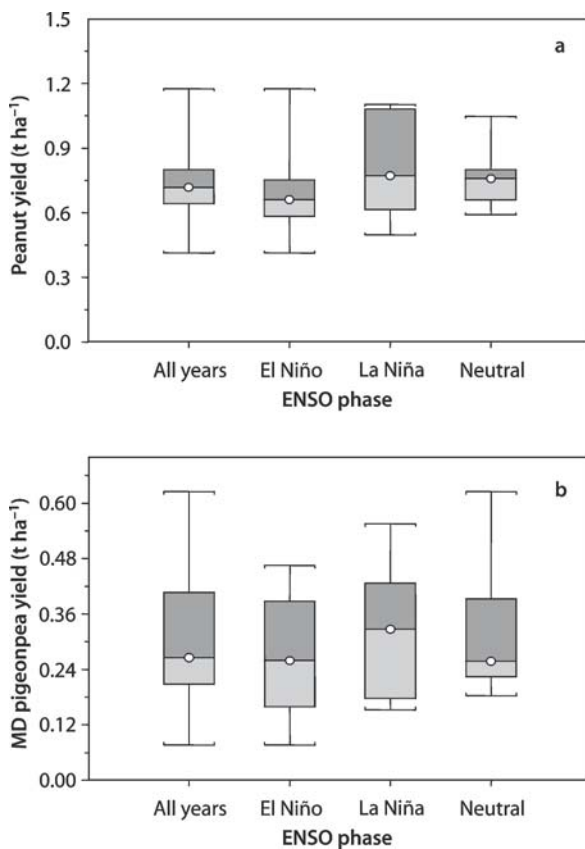 a
Peanut yield (t ha⁻¹)
1.5
1.2
0.9
0.6
0.3
0.0
All years El Niño La Niña Neutral
ENSO phase
b
MD pigeonpea yield (t ha⁻¹)
0.60
0.48
0.36
0.24
0.12
0.00
All years El Niño La Niña Neutral
ENSO phase